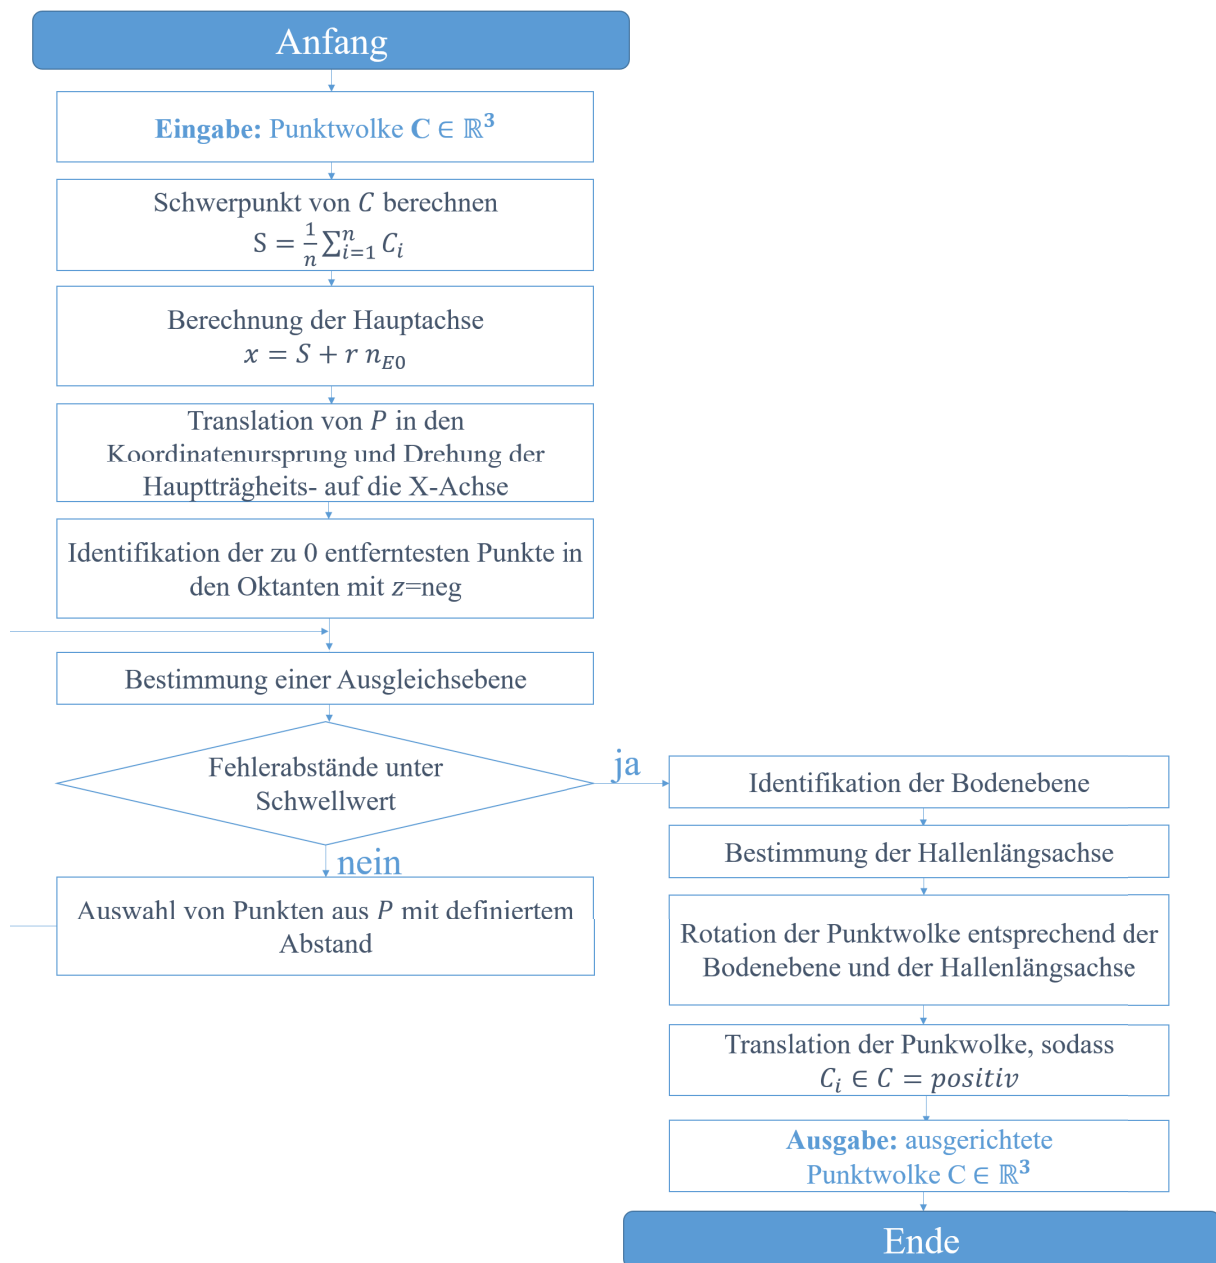 Anfang
Eingabe: Punktwolke C ∈ ℝ³
Schwerpunkt von C berechnen
S = 1/n ∑ᵢ₌₁ⁿ Cᵢ
Berechnung der Hauptachse
x = S + r n_E0
Translation von P in den
Koordinatenursprung und Drehung der
Hauptträgheits- auf die X-Achse
Identifikation der zu 0 entferntesten Punkte in
den Oktanten mit z=neg
Bestimmung einer Ausgleichsebene
Fehlerabstände unter
Schwellwert
ja
nein
Auswahl von Punkten aus P mit definiertem
Abstand
Identifikation der Bodenebene
Bestimmung der Hallenlängsachse
Rotation der Punktwolke entsprechend der
Bodenebene und der Hallenlängsachse
Translation der Punkwolke, sodass
Cᵢ ∈ C = positiv
Ausgabe: ausgerichtete
Punktwolke C ∈ ℝ³
Ende